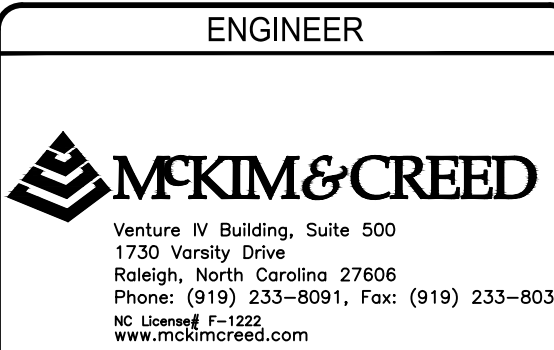 ENGINEER
McKIM&CREED
Venture IV Building, Suite 500
1730 Varsity Drive
Raleigh, North Carolina 27606
Phone: (919) 233-8091, Fax: (919) 233-803
NC License# F-1222
www.mckimcreed.com